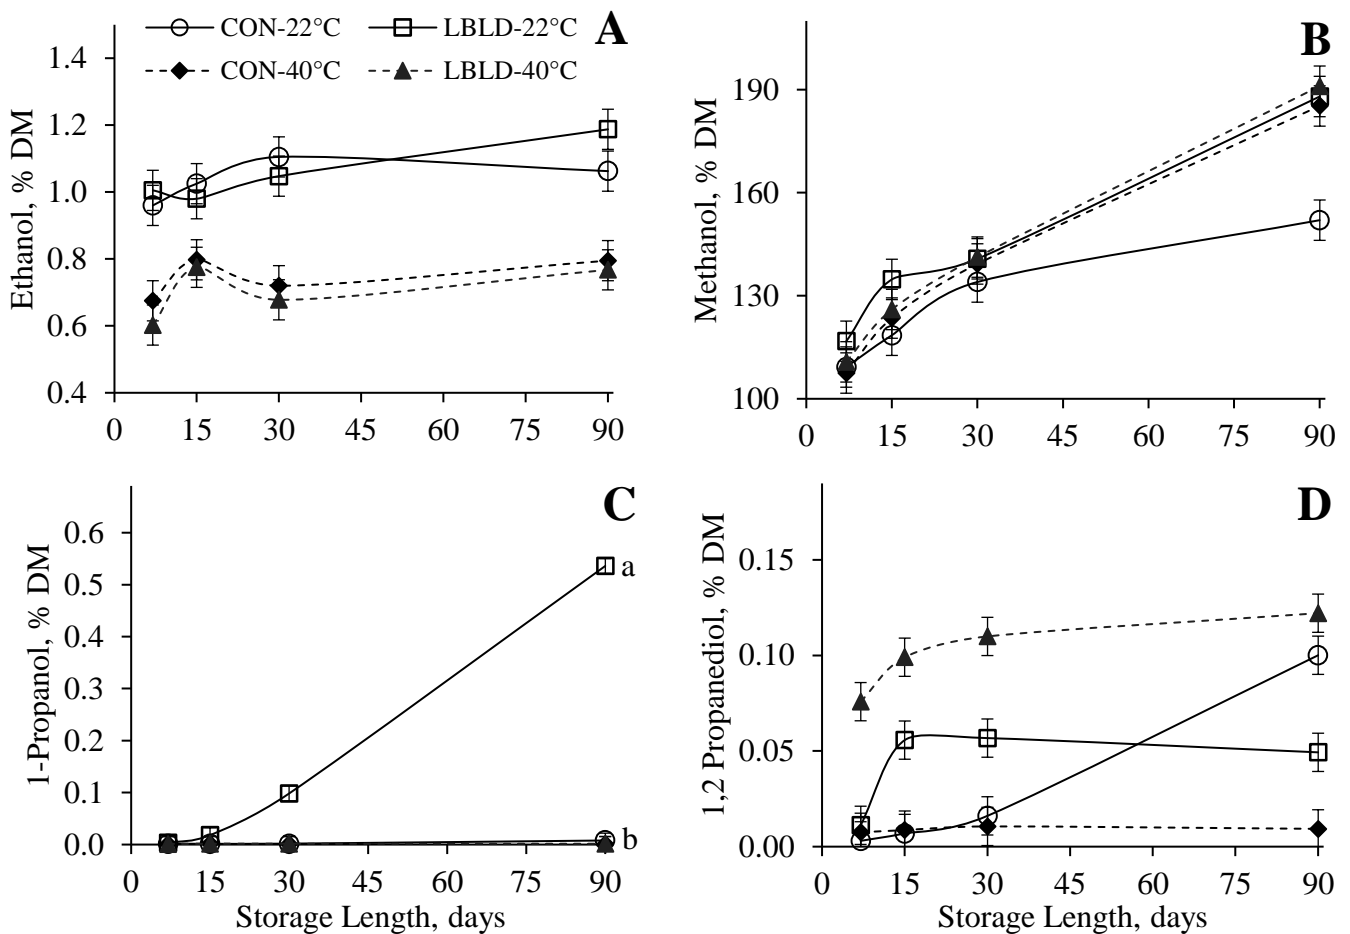 CON-22°C LBLD-22°C A
CON-40°C LBLD-40°C
Ethanol, % DM
1.4
1.2
1.0
0.8
0.6
0.4
0 15 30 45 60 75 90
B
Methanol, % DM
190
160
130
100
0 15 30 45 60 75 90
C
1-Propanol, % DM
0.6
0.5
0.4
0.3
0.2
0.1
0.0
a
b
0 15 30 45 60 75 90
Storage Length, days
D
1,2 Propanediol, % DM
0.15
0.10
0.05
0.00
0 15 30 45 60 75 90
Storage Length, days